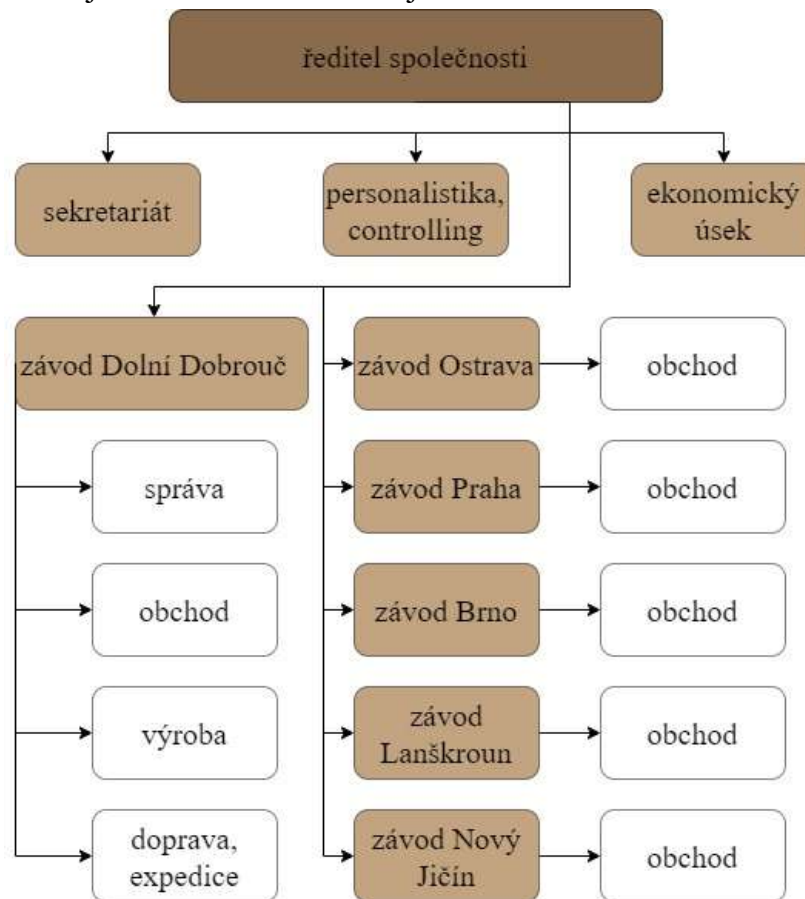 ředitel společnosti
sekretariát
personalistika,
controlling
ekonomický
úsek
závod Dolní Dobrouč
závod Ostrava
obchod
správa
závod Praha
obchod
obchod
závod Brno
obchod
výroba
závod
Lanškroun
obchod
doprava,
expedice
závod Nový
Jičín
obchod